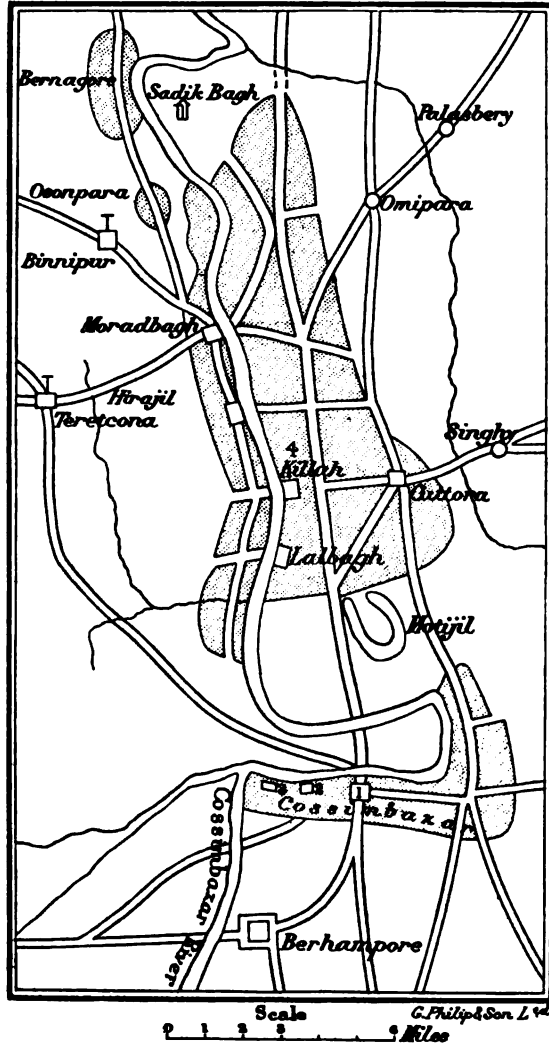 Bernagore
Sadik Bagh
Palasbery
Osonpara
Omipara
Binnipur
Moradbagh
Hirajil
Teretcona
4
Killah
Singhy
Cuttora
Lalbagh
Motijil
1
Cossimbazar
Cossimbazar River
Berhampore
Scale
G. Philip & Son Ltd
0 1 2 3 6 Miles